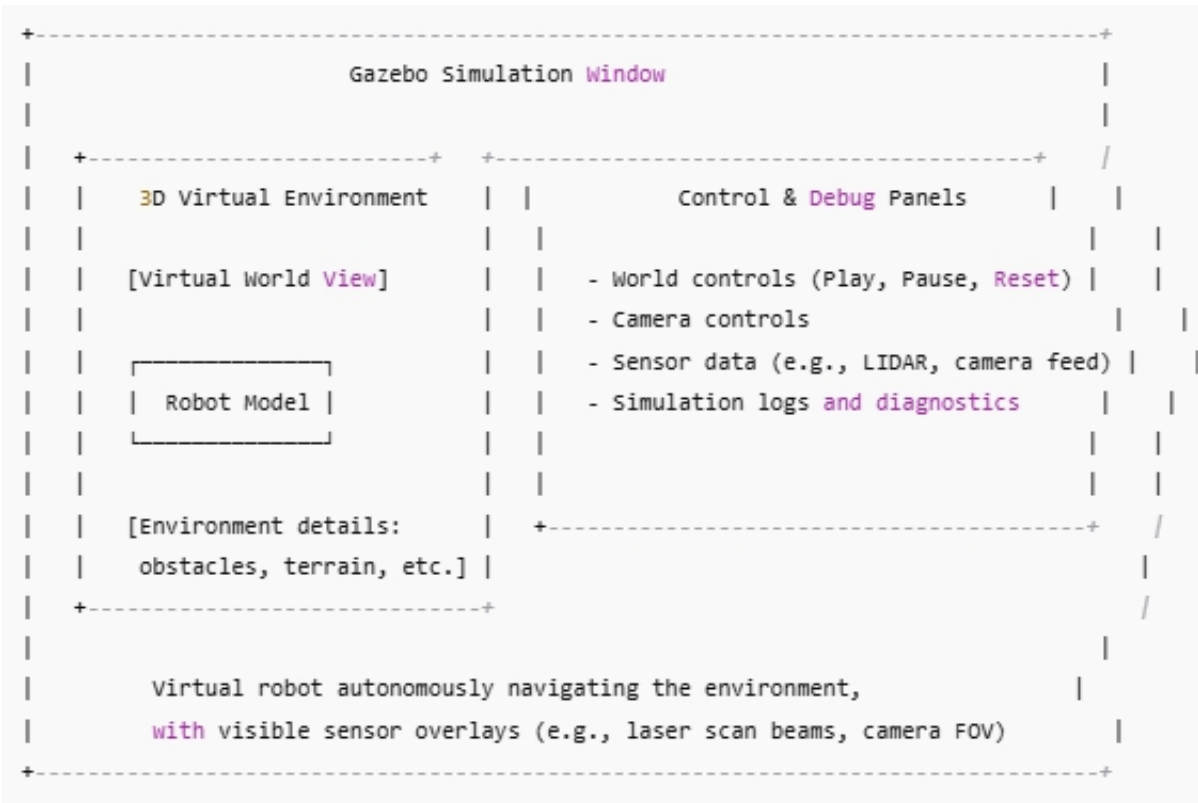 Gazebo Simulation Window
3D Virtual Environment
Control & Debug Panels
[Virtual World View]
- World controls (Play, Pause, Reset)
- Camera controls
- Sensor data (e.g., LIDAR, camera feed)
Robot Model
- Simulation logs and diagnostics
[Environment details:
obstacles, terrain, etc.]
Virtual robot autonomously navigating the environment,
with visible sensor overlays (e.g., laser scan beams, camera FOV)